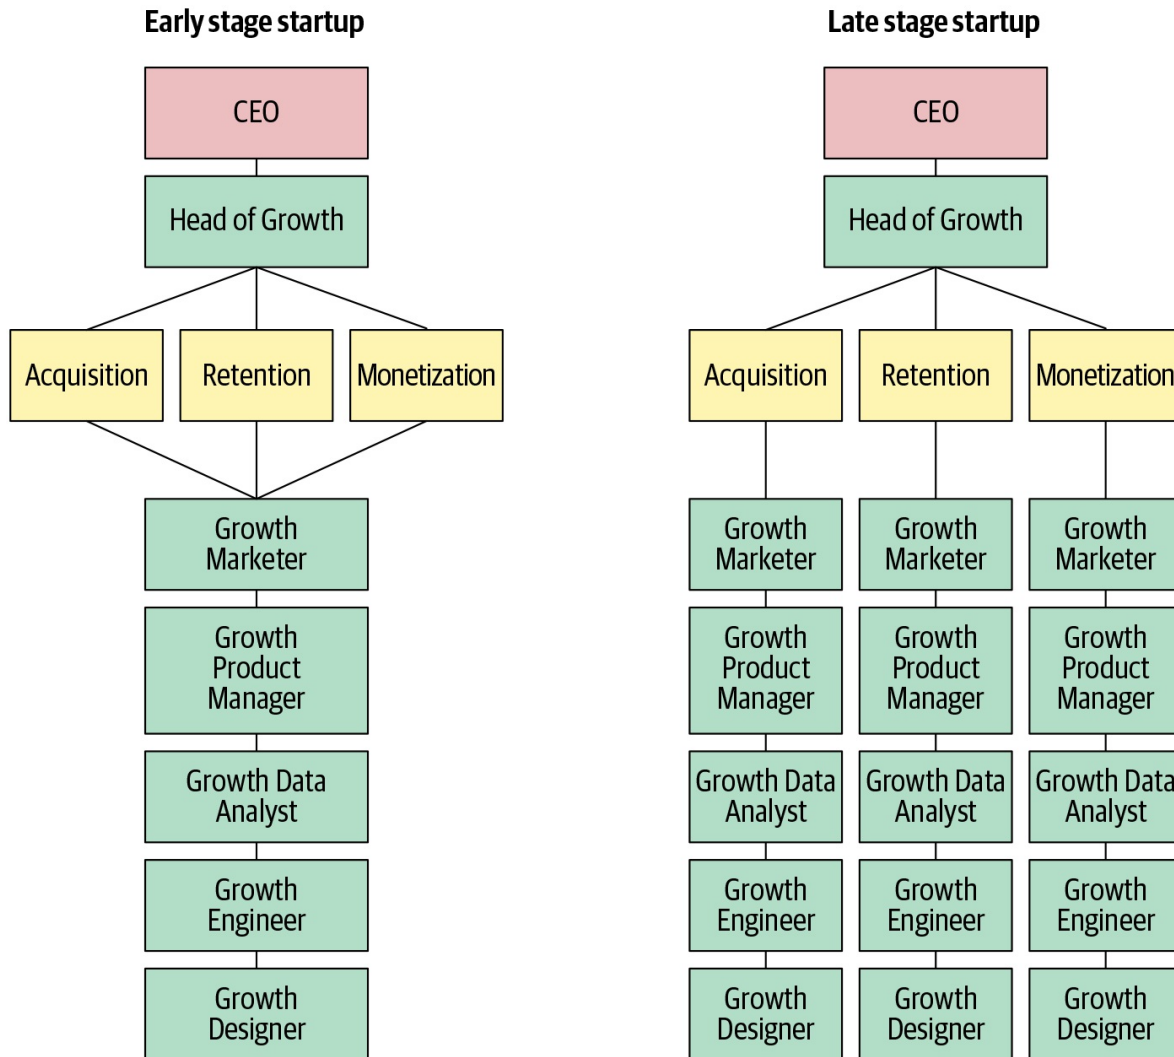 Early stage startup
CEO
Head of Growth
Acquisition
Retention
Monetization
Growth
Marketer
Growth
Product
Manager
Growth Data
Analyst
Growth
Engineer
Growth
Designer
Late stage startup
CEO
Head of Growth
Acquisition
Retention
Monetization
Growth
Marketer
Growth
Marketer
Growth
Marketer
Growth
Product
Manager
Growth
Product
Manager
Growth
Product
Manager
Growth Data
Analyst
Growth Data
Analyst
Growth Data
Analyst
Growth
Engineer
Growth
Engineer
Growth
Engineer
Growth
Designer
Growth
Designer
Growth
Designer